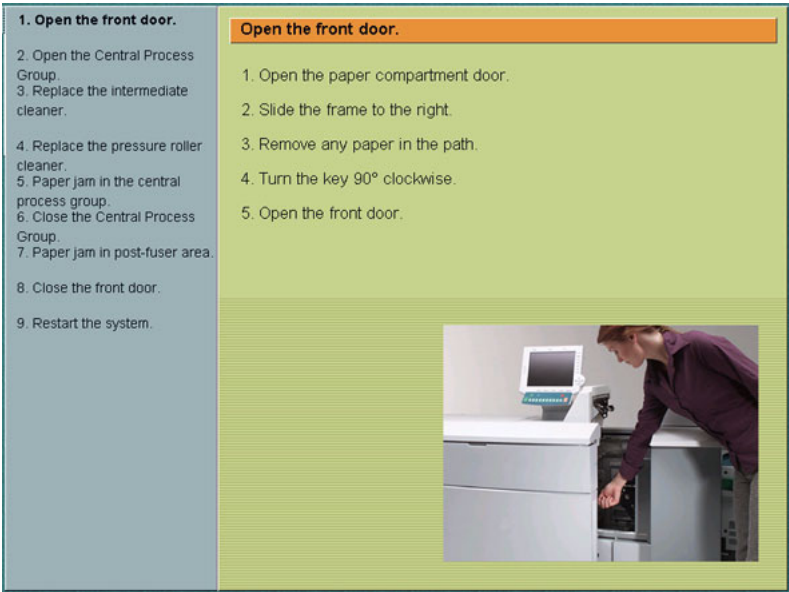 1. Open the front door.
2. Open the Central Process
Group.
3. Replace the intermediate
cleaner.
4. Replace the pressure roller
cleaner.
5. Paper jam in the central
process group.
6. Close the Central Process
Group.
7. Paper jam in post-fuser area.
8. Close the front door.
9. Restart the system.
Open the front door.
1. Open the paper compartment door.
2. Slide the frame to the right.
3. Remove any paper in the path.
4. Turn the key 90° clockwise.
5. Open the front door.